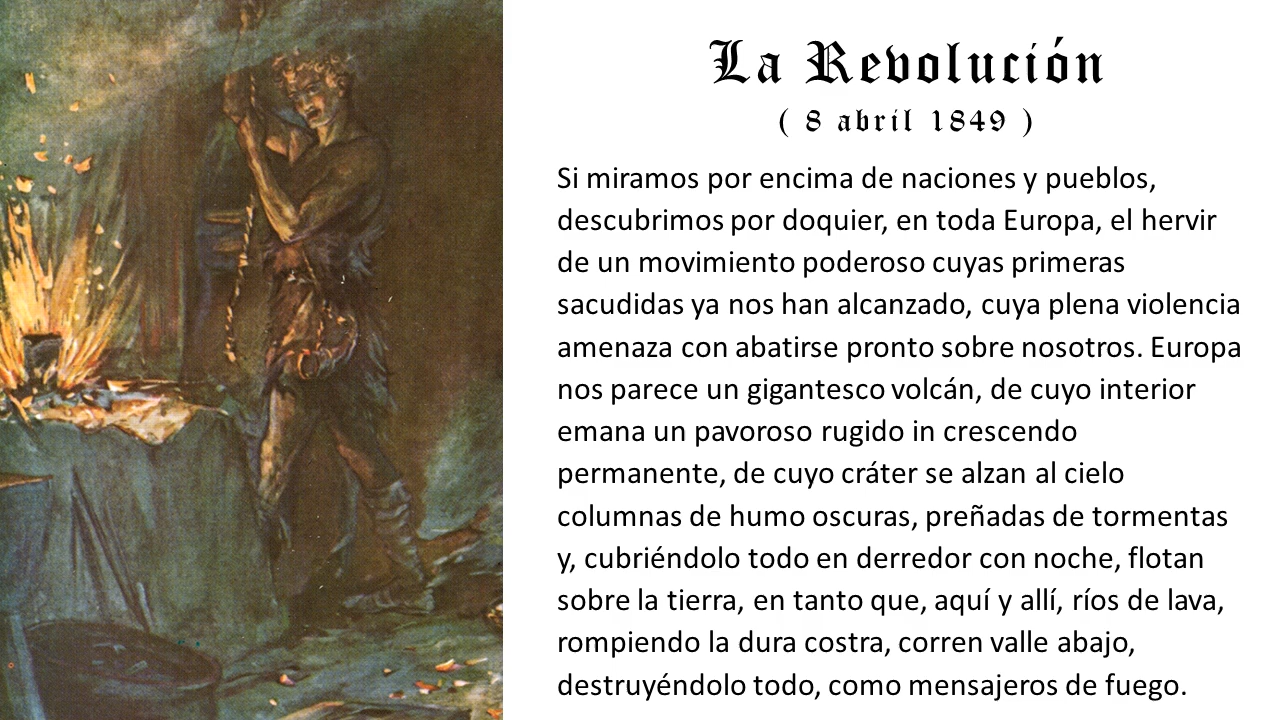 La Revolución
( 8 abril 1849 )
Si miramos por encima de naciones y pueblos,
descubrimos por doquier, en toda Europa, el hervir
de un movimiento poderoso cuyas primeras
sacudidas ya nos han alcanzado, cuya plena violencia
amenaza con abatirse pronto sobre nosotros. Europa
nos parece un gigantesco volcán, de cuyo interior
emana un pavoroso rugido in crescendo
permanente, de cuyo cráter se alzan al cielo
columnas de humo oscuras, preñadas de tormentas
y, cubriéndolo todo en derredor con noche, flotan
sobre la tierra, en tanto que, aquí y allí, ríos de lava,
rompiendo la dura costra, corren valle abajo,
destruyéndolo todo, como mensajeros de fuego.